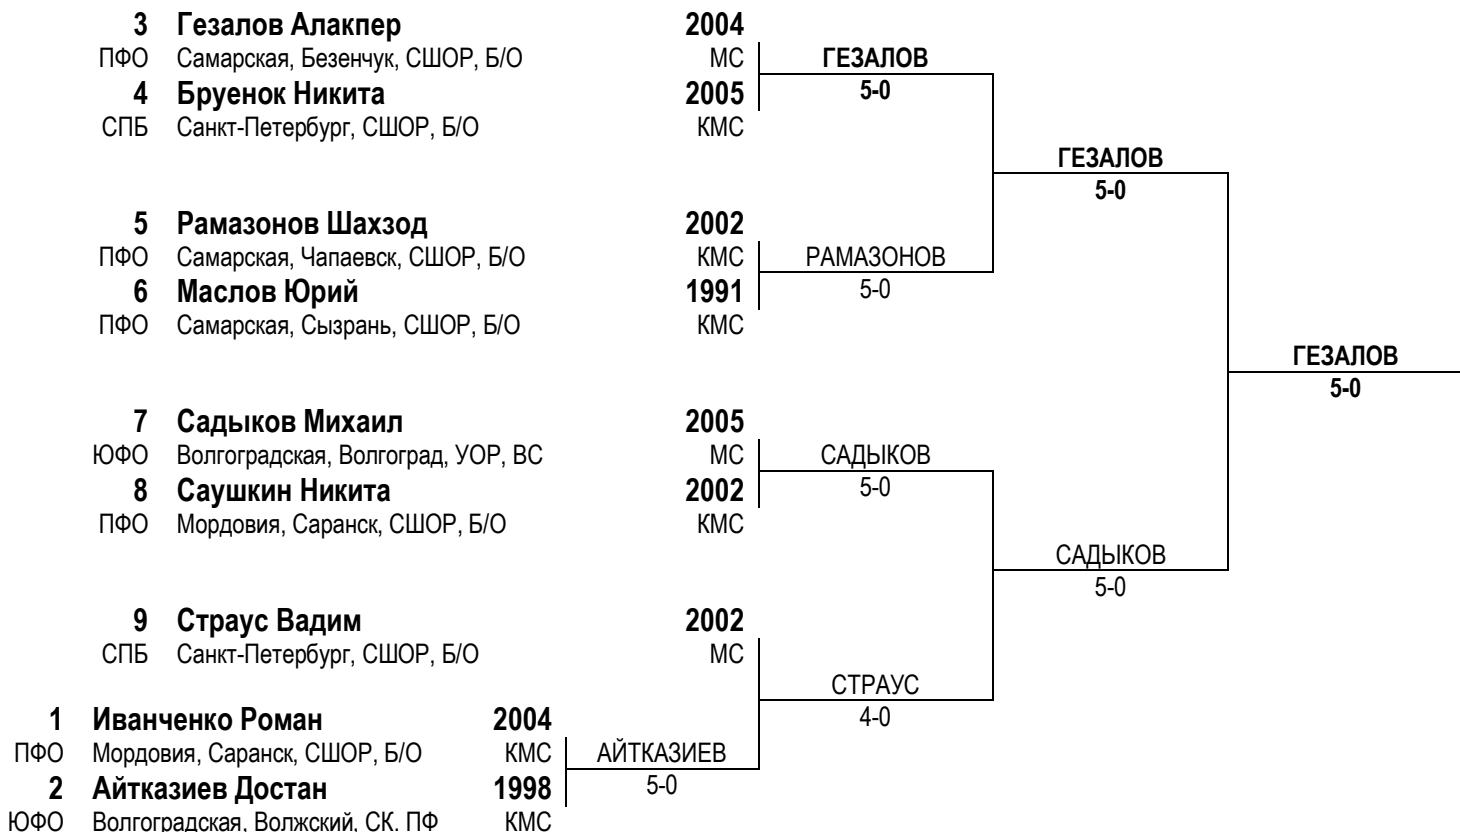 3 Гезалов Алакпер 2004
ПФО Самарская, Безенчук, СШОР, Б/О МС ГЕЗАЛОВ
4 Бруенок Никита 2005 5-0
СПБ Санкт-Петербург, СШОР, Б/О КМС
ГЕЗАЛОВ
5-0
5 Рамазонов Шахзод 2002
ПФО Самарская, Чапаевск, СШОР, Б/О КМС РАМАЗОНОВ
6 Маслов Юрий 1991 5-0
ПФО Самарская, Сызрань, СШОР, Б/О КМС
ГЕЗАЛОВ
5-0
7 Садыков Михаил 2005
ЮФО Волгоградская, Волгоград, УОР, ВС МС САДЫКОВ
8 Саушкин Никита 2002 5-0
ПФО Мордовия, Саранск, СШОР, Б/О КМС
САДЫКОВ
5-0
9 Страус Вадим 2002
СПБ Санкт-Петербург, СШОР, Б/О МС
СТРАУС
1 Иванченко Роман 2004 4-0
ПФО Мордовия, Саранск, СШОР, Б/О КМС АЙТКАЗИЕВ
2 Айтказиев Достан 1998 5-0
ЮФО Волгоградская, Волжский, СК, ПФ КМС